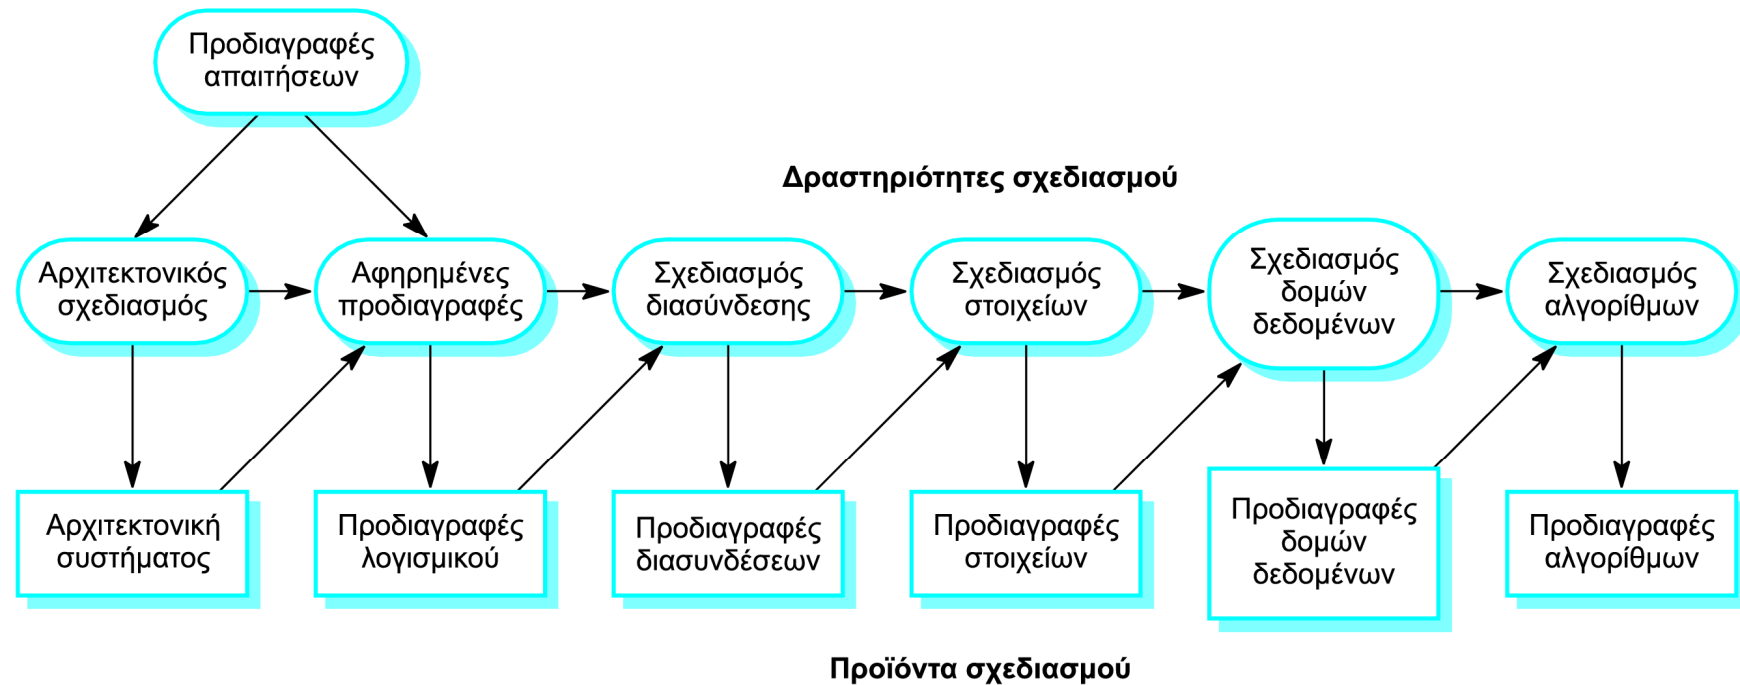 Προδιαγραφές
απαιτήσεων
Δραστηριότητες σχεδιασμού
Αρχιτεκτονικός
σχεδιασμός
Αφηρημένες
προδιαγραφές
Σχεδιασμός
διασύνδεσης
Σχεδιασμός
στοιχείων
Σχεδιασμός
δομών
δεδομένων
Σχεδιασμός
αλγορίθμων
Αρχιτεκτονική
συστήματος
Προδιαγραφές
λογισμικού
Προδιαγραφές
διασυνδέσεων
Προδιαγραφές
στοιχείων
Προδιαγραφές
δομών
δεδομένων
Προδιαγραφές
αλγορίθμων
Προϊόντα σχεδιασμού